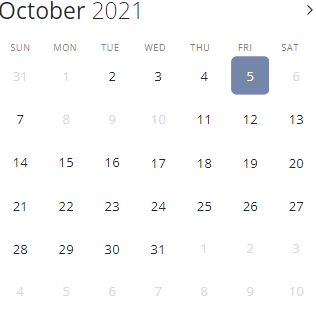 October 2021
SUN MON TUE WED THU FRI SAT
31 1 2 3 4 5 6
7 8 9 10 11 12 13
14 15 16 17 18 19 20
21 22 23 24 25 26 27
28 29 30 31 1 2 3
4 5 6 7 8 9 10